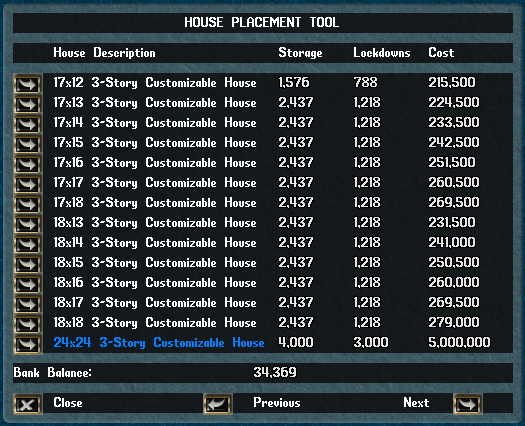 HOUSE PLACEMENT TOOL
House Description Storage Lockdowns Cost
17x12 3-Story Customizable House 1,576 788 215,500
17x13 3-Story Customizable House 2,437 1,218 224,500
17x14 3-Story Customizable House 2,437 1,218 233,500
17x15 3-Story Customizable House 2,437 1,218 242,500
17x16 3-Story Customizable House 2,437 1,218 251,500
17x17 3-Story Customizable House 2,437 1,218 260,500
17x18 3-Story Customizable House 2,437 1,218 269,500
18x13 3-Story Customizable House 2,437 1,218 231,500
18x14 3-Story Customizable House 2,437 1,218 241,000
18x15 3-Story Customizable House 2,437 1,218 250,500
18x16 3-Story Customizable House 2,437 1,218 260,000
18x17 3-Story Customizable House 2,437 1,218 269,500
18x18 3-Story Customizable House 2,437 1,218 279,000
24x24 3-Story Customizable House 4,000 3,000 5,000,000
Bank Balance: 34,369
Close Previous Next